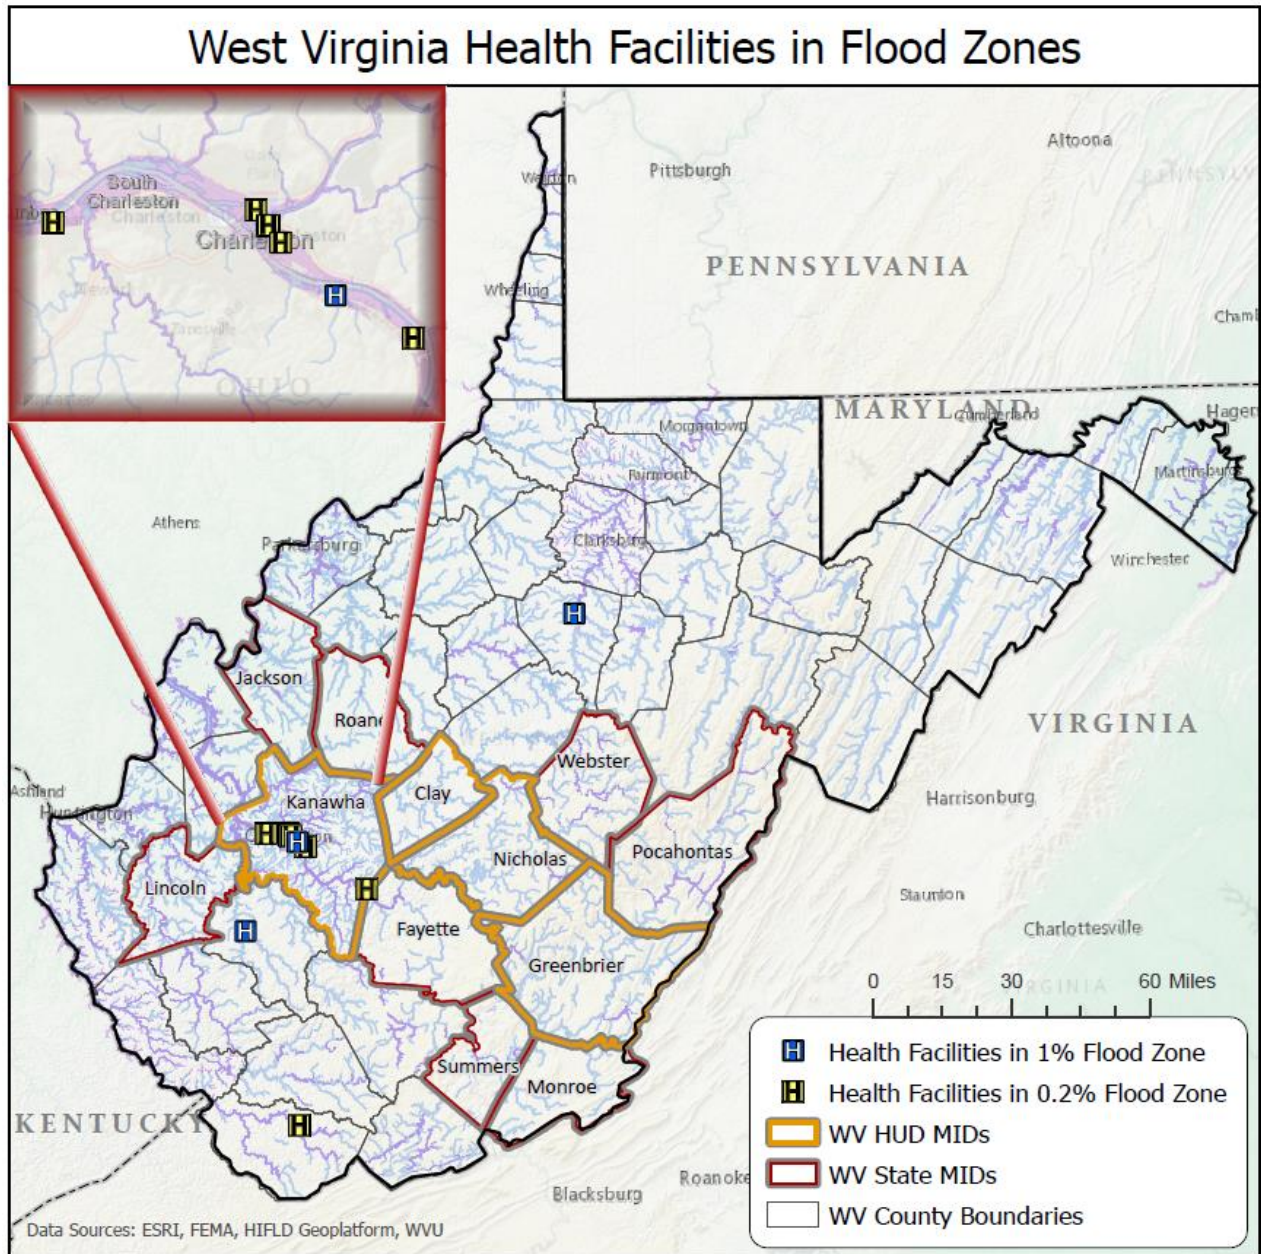 West Virginia Health Facilities in Flood Zones
South
Charleston
Charleston
Charleston
H
H
H
H
H
H
OHIO
Altoona
Pittsburgh
Weirton
PENNSYLVANIA
Wheeling
MARYLAND
Cumberland
Morgantown
Fairmont
Martinsburg
Athens
Parkersburg
Clarksburg
Winchester
H
Jackson
Roane
VIRGINIA
Webster
Ashland
Huntington
Kanawha
Clay
Harrisonburg
H
H
H
H
Nicholas
Pocahontas
Lincoln
H
Staunton
H
Fayette
Charlottesville
Greenbrier
0 15 30 60 Miles
VIRGINIA
Summers
Monroe
KENTUCKY
H
Roanoke
Blacksburg
H Health Facilities in 1% Flood Zone
H Health Facilities in 0.2% Flood Zone
WV HUD MIDs
WV State MIDs
WV County Boundaries
Data Sources: ESRI, FEMA, HIFLD Geoplatform, WVU